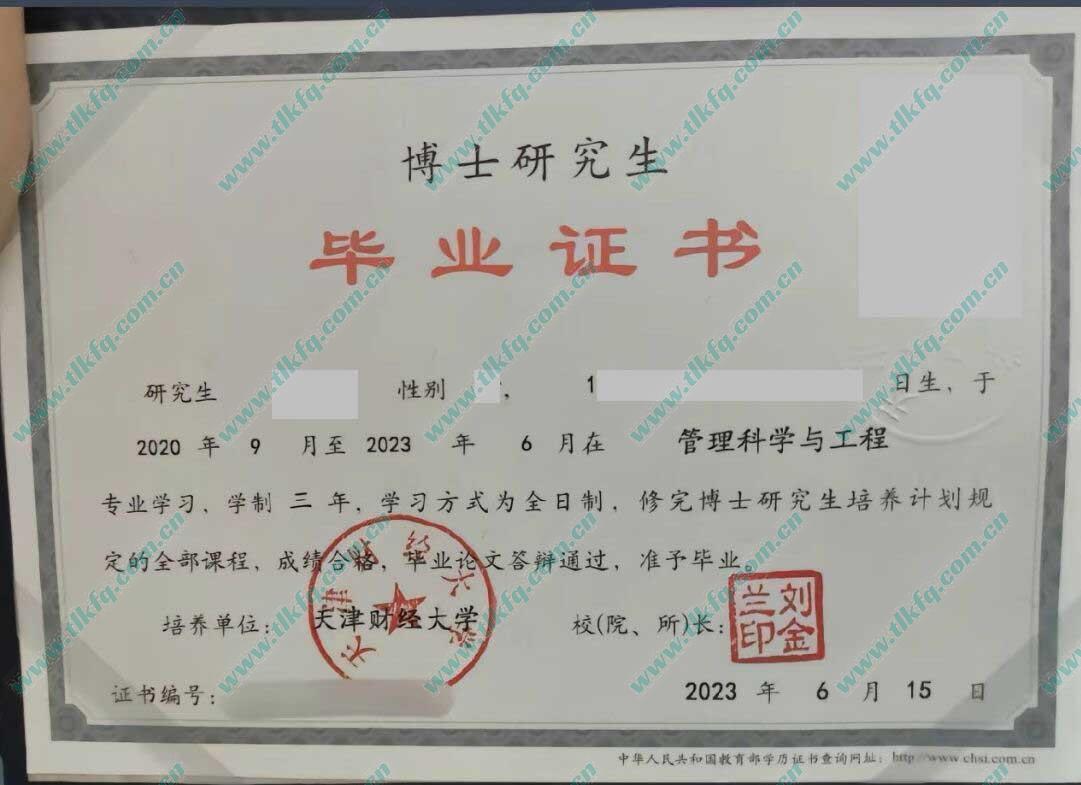 博士研究生
毕业证书
研究生 性别 , 1 日生，于
2020 年 9 月至 2023 年 6 月在 管理科学与工程
专业学习，学制 三 年，学习方式为全日制，修完博士研究生培养计划规
定的全部课程，成绩合格，毕业论文答辩通过，准予毕业。
培养单位：天津财经大学 校(院、所)长：
天津财经大学
刘金兰印
证书编号：
2023 年 6 月 15 日
中华人民共和国教育部学历证书查询网址：http://www.chsi.com.cn
www.tlkfq.com.cn